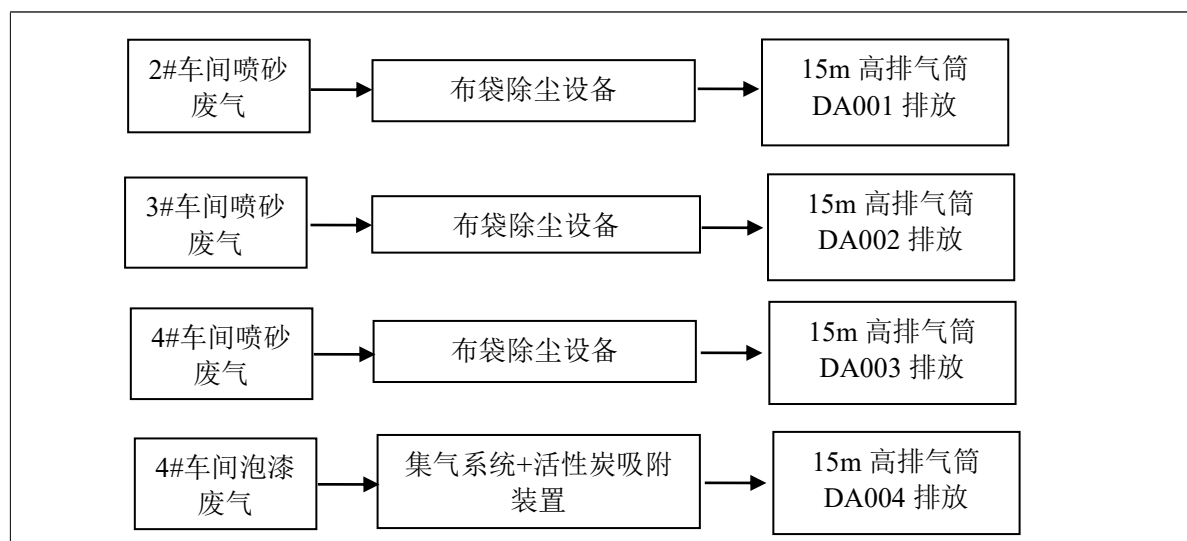 2#车间喷砂
废气
布袋除尘设备
15m 高排气筒
DA001 排放
3#车间喷砂
废气
布袋除尘设备
15m 高排气筒
DA002 排放
4#车间喷砂
废气
布袋除尘设备
15m 高排气筒
DA003 排放
4#车间泡漆
废气
集气系统+活性炭吸附
装置
15m 高排气筒
DA004 排放